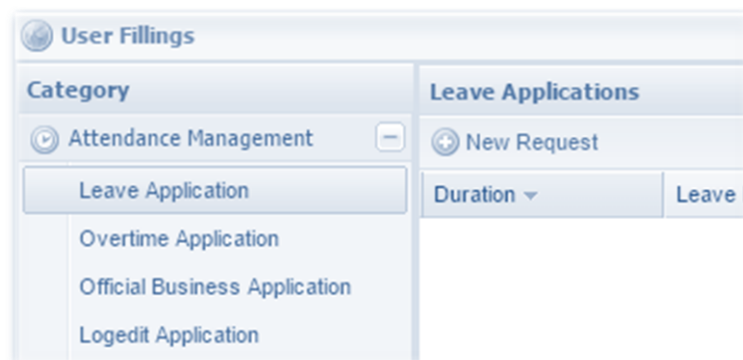 User Fillings
Category
Attendance Management
Leave Application
Overtime Application
Official Business Application
Logedit Application
Leave Applications
New Request
Duration
Leave